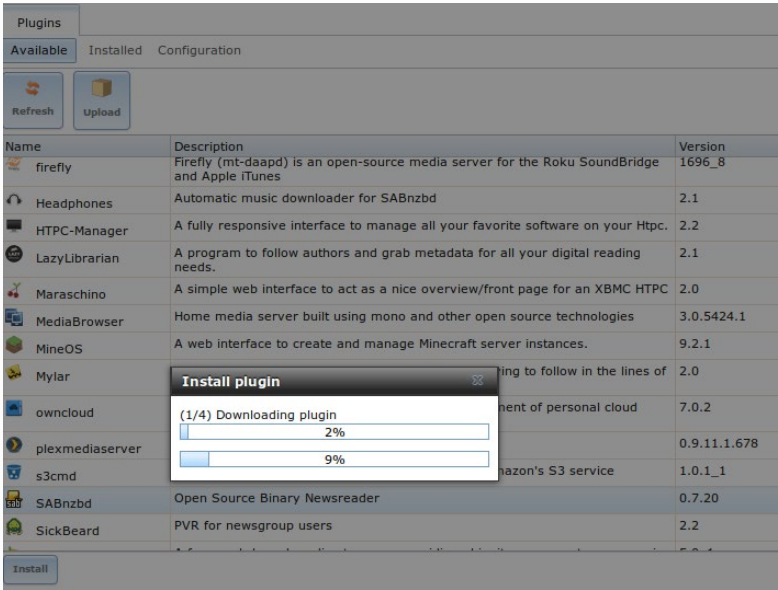 Plugins
Available Installed Configuration
Refresh Upload
Name Description Version
firefly Firefly (mt-daapd) is an open-source media server for the Roku SoundBridge 1696_8
and Apple iTunes
Headphones Automatic music downloader for SABnzbd 2.1
HTPC-Manager A fully responsive interface to manage all your favorite software on your Htpc. 2.2
LazyLibrarian A program to follow authors and grab metadata for all your digital reading 2.1
needs.
Maraschino A simple web interface to act as a nice overview/front page for an XBMC HTPC 2.0
MediaBrowser Home media server built using mono and other open source technologies 3.0.5424.1
MineOS A web interface to create and manage Minecraft server instances. 9.2.1
Mylar to follow in the lines of 2.0
Install plugin
(1/4) Downloading plugin
2%
9%
owncloud of personal cloud 7.0.2
plexmediaserver 0.9.11.1.678
s3cmd S3 service 1.0.1_1
SABnzbd Open Source Binary Newsreader 0.7.20
SickBeard PVR for newsgroup users 2.2
Install